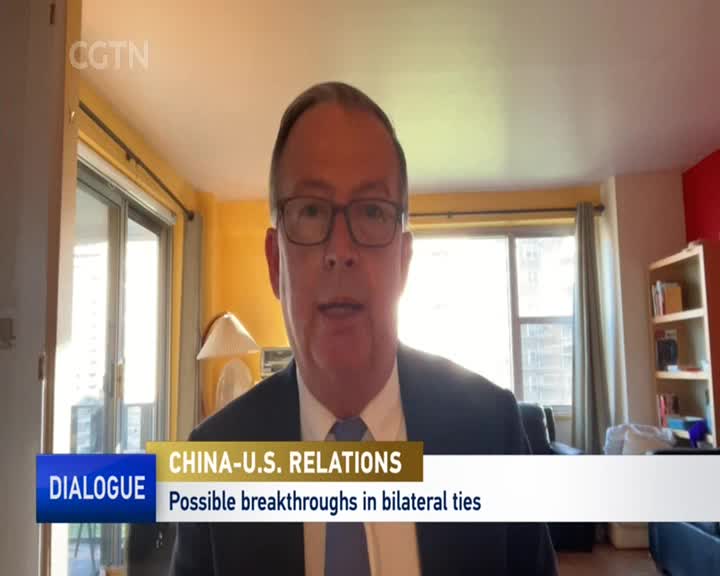 CGTN
CHINA-U.S. RELATIONS
DIALOGUE
Possible breakthroughs in bilateral ties